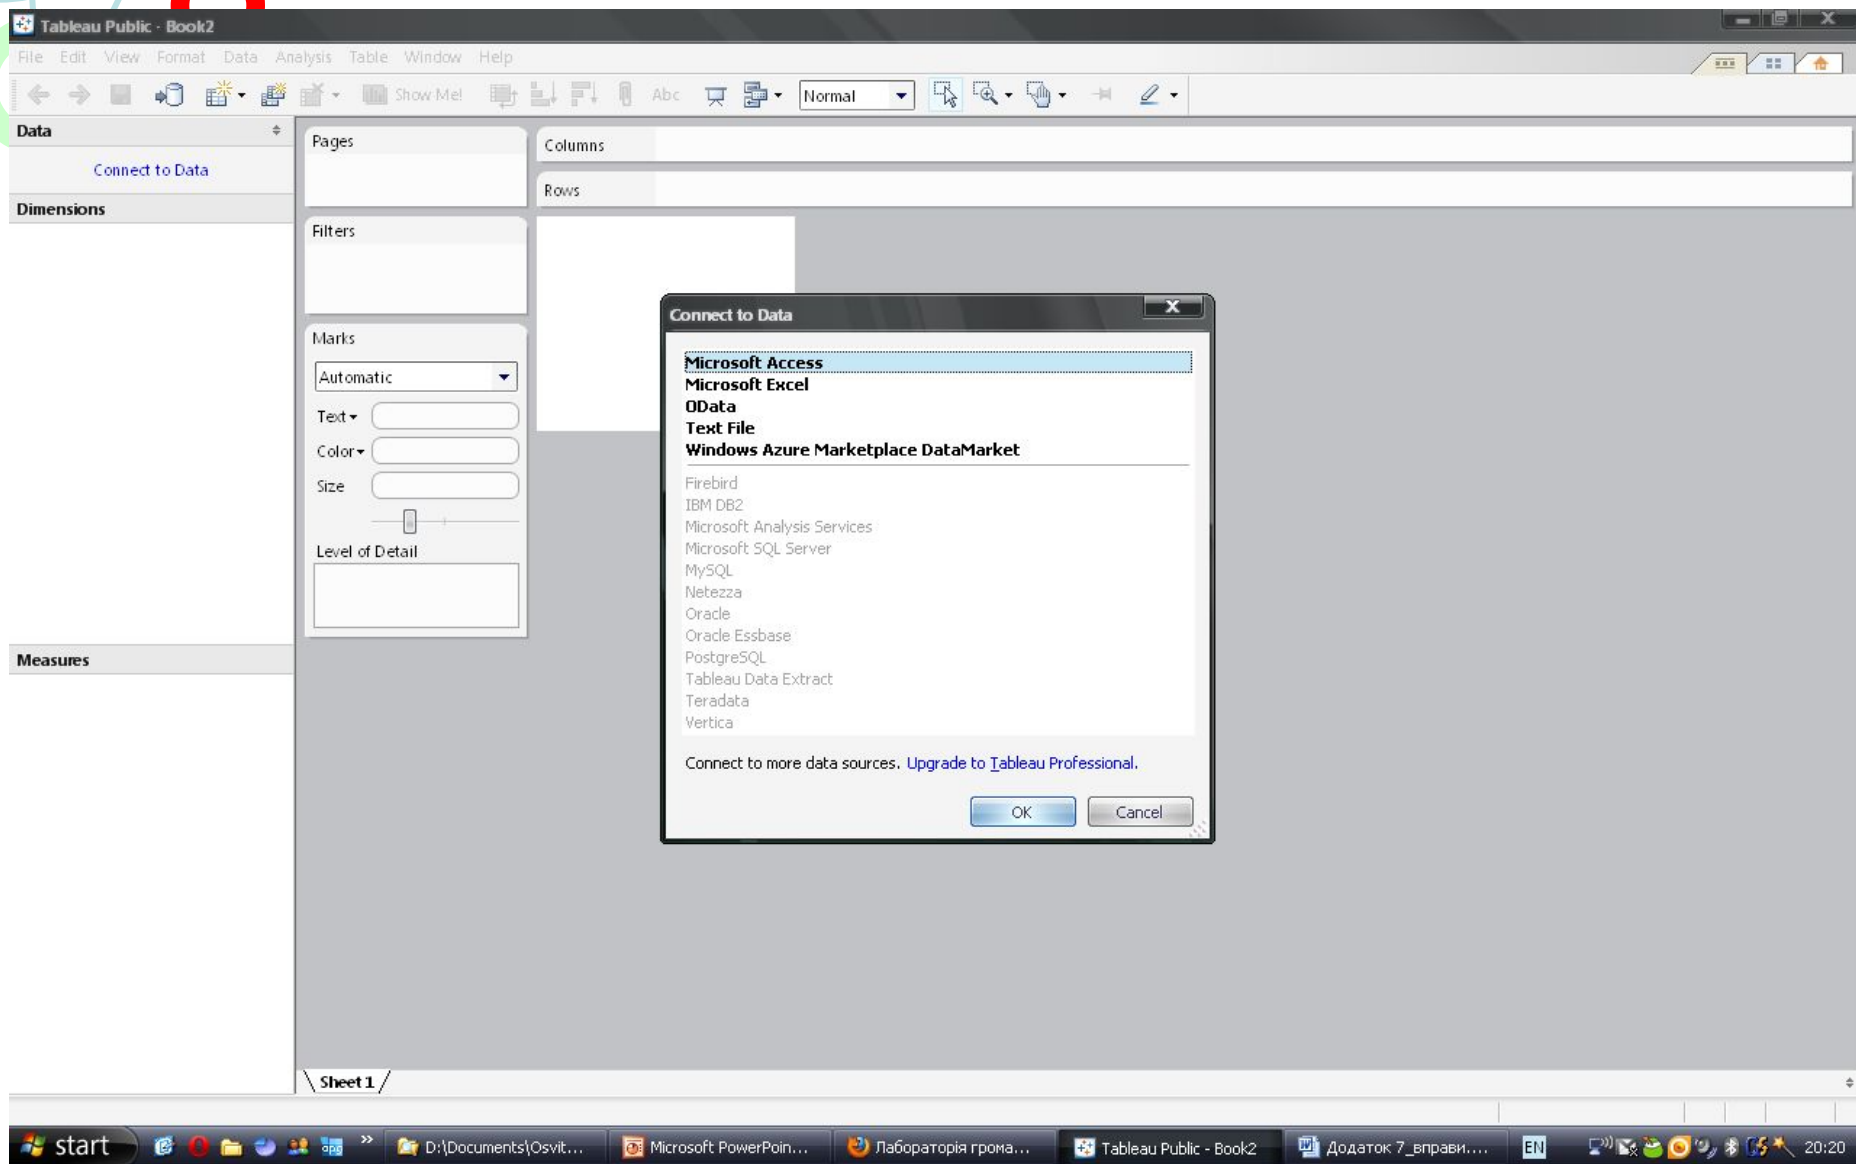 Tableau Public - Book2
File Edit View Format Data Analysis Table Window Help
Show Me! Abc Normal
Data
Connect to Data
Dimensions
Measures
Pages
Filters
Marks
Automatic
Text
Color
Size
Level of Detail
Columns
Rows
Connect to Data
Microsoft Access
Microsoft Excel
OData
Text File
Windows Azure Marketplace DataMarket
Firebird
IBM DB2
Microsoft Analysis Services
Microsoft SQL Server
MySQL
Netezza
Oracle
Oracle Essbase
PostgreSQL
Tableau Data Extract
Teradata
Vertica
Connect to more data sources. Upgrade to Tableau Professional.
OK Cancel
Sheet 1
start D:\Documents\Osvit... Microsoft PowerPoin... Лабораторія грома... Tableau Public - Book2 Додаток 7_вправи.... EN 20:20